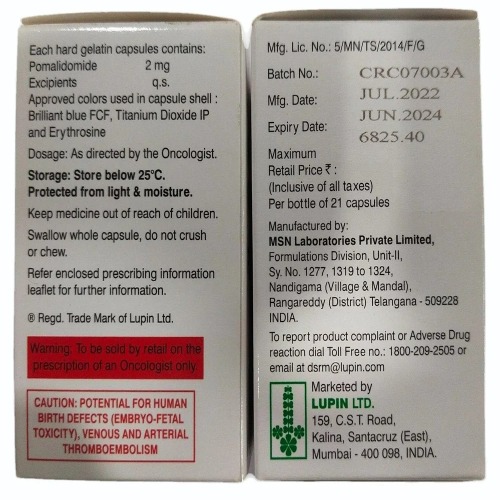 Each hard gelatin capsules contains:
Pomalidomide 2 mg
Excipients q.s.
Approved colors used in capsule shell :
Brilliant blue FCF, Titanium Dioxide IP
and Erythrosine
Dosage: As directed by the Oncologist.
Storage: Store below 25°C.
Protected from light & moisture.
Keep medicine out of reach of children.
Swallow whole capsule, do not crush
or chew.
Refer enclosed prescribing information
leaflet for further information.
® Regd. Trade Mark of Lupin Ltd.
Warning: To be sold by retail on the
prescription of an Oncologist only.
CAUTION: POTENTIAL FOR HUMAN
BIRTH DEFECTS (EMBRYO-FETAL
TOXICITY), VENOUS AND ARTERIAL
THROMBOEMBOLISM
Mfg. Lic. No.: 5/MN/TS/2014/F/G
Batch No.: CRC07003A
Mfg. Date: JUL.2022
Expiry Date: JUN.2024
6825.40
Maximum
Retail Price ₹ :
(Inclusive of all taxes)
Per bottle of 21 capsules
Manufactured by:
MSN Laboratories Private Limited,
Formulations Division, Unit-II,
Sy. No. 1277, 1319 to 1324,
Nandigama (Village & Mandal),
Rangareddy (District) Telangana - 509228
INDIA.
To report product complaint or Adverse Drug
reaction dial Toll Free no.: 1800-209-2505 or
email at dsrm@lupin.com
Marketed by
LUPIN LTD.
159, C.S.T. Road,
Kalina, Santacruz (East),
Mumbai - 400 098, INDIA.